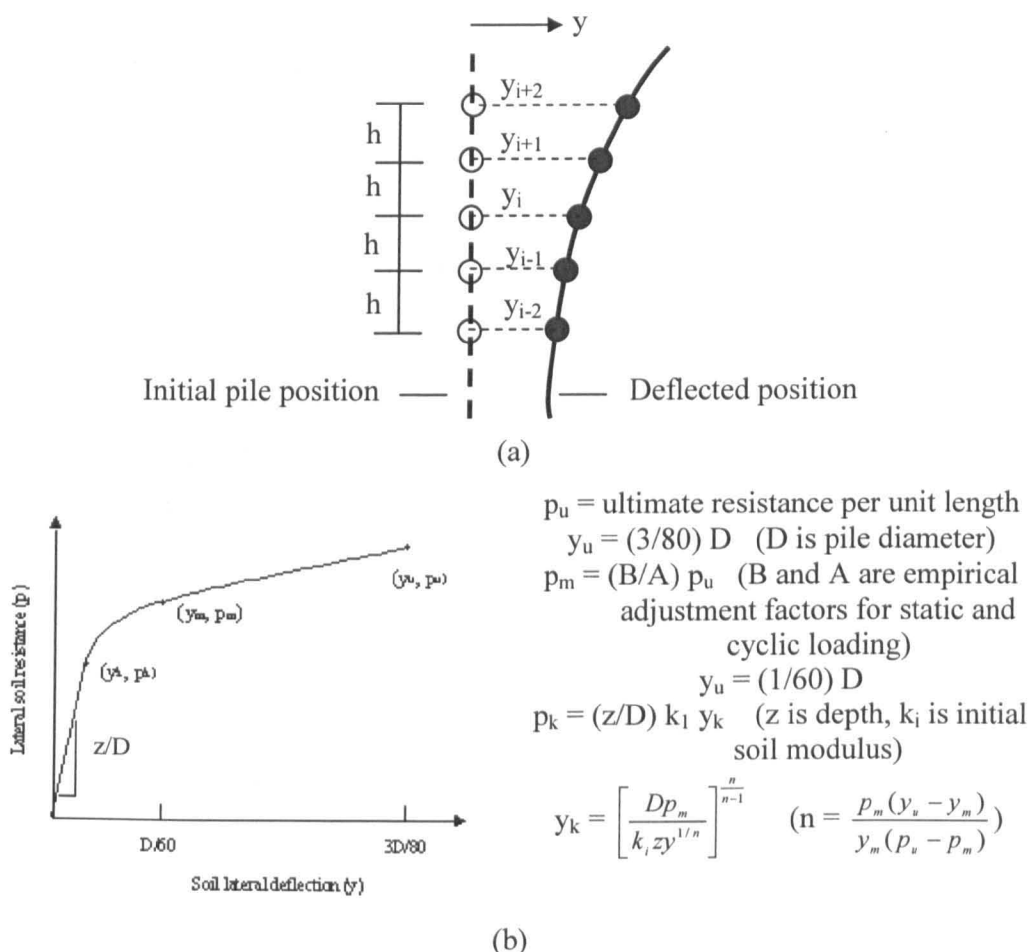 y
y_{i+2}
h
y_{i+1}
h
y_i
h
y_{i-1}
h
y_{i-2}
Initial pile position
Deflected position
(a)
p_u = ultimate resistance per unit length
y_u = (3/80) D (D is pile diameter)
p_m = (B/A) p_u (B and A are empirical
adjustment factors for static and
cyclic loading)
y_u = (1/60) D
p_k = (z/D) k_1 y_k (z is depth, k_i is initial
soil modulus)
y_k = [Dp_m / k_i zy^{1/n}]^{n/(n-1)} (n = p_m(y_u - y_m) / y_m(p_u - p_m))
Lateral soil resistance (p)
(y_u, p_u)
(y_m, p_m)
(y_k, p_k)
z/D
D/60
3D/80
Soil lateral deflection (y)
(b)